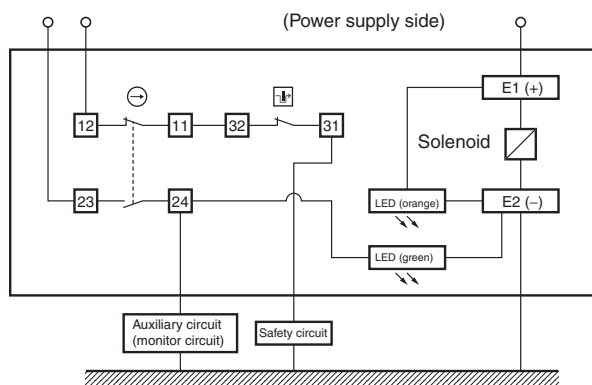 (Power supply side)
E1 (+)
12
11
32
31
Solenoid
23
24
LED (orange)
E2 (–)
LED (green)
Auxiliary circuit
(monitor circuit)
Safety circuit